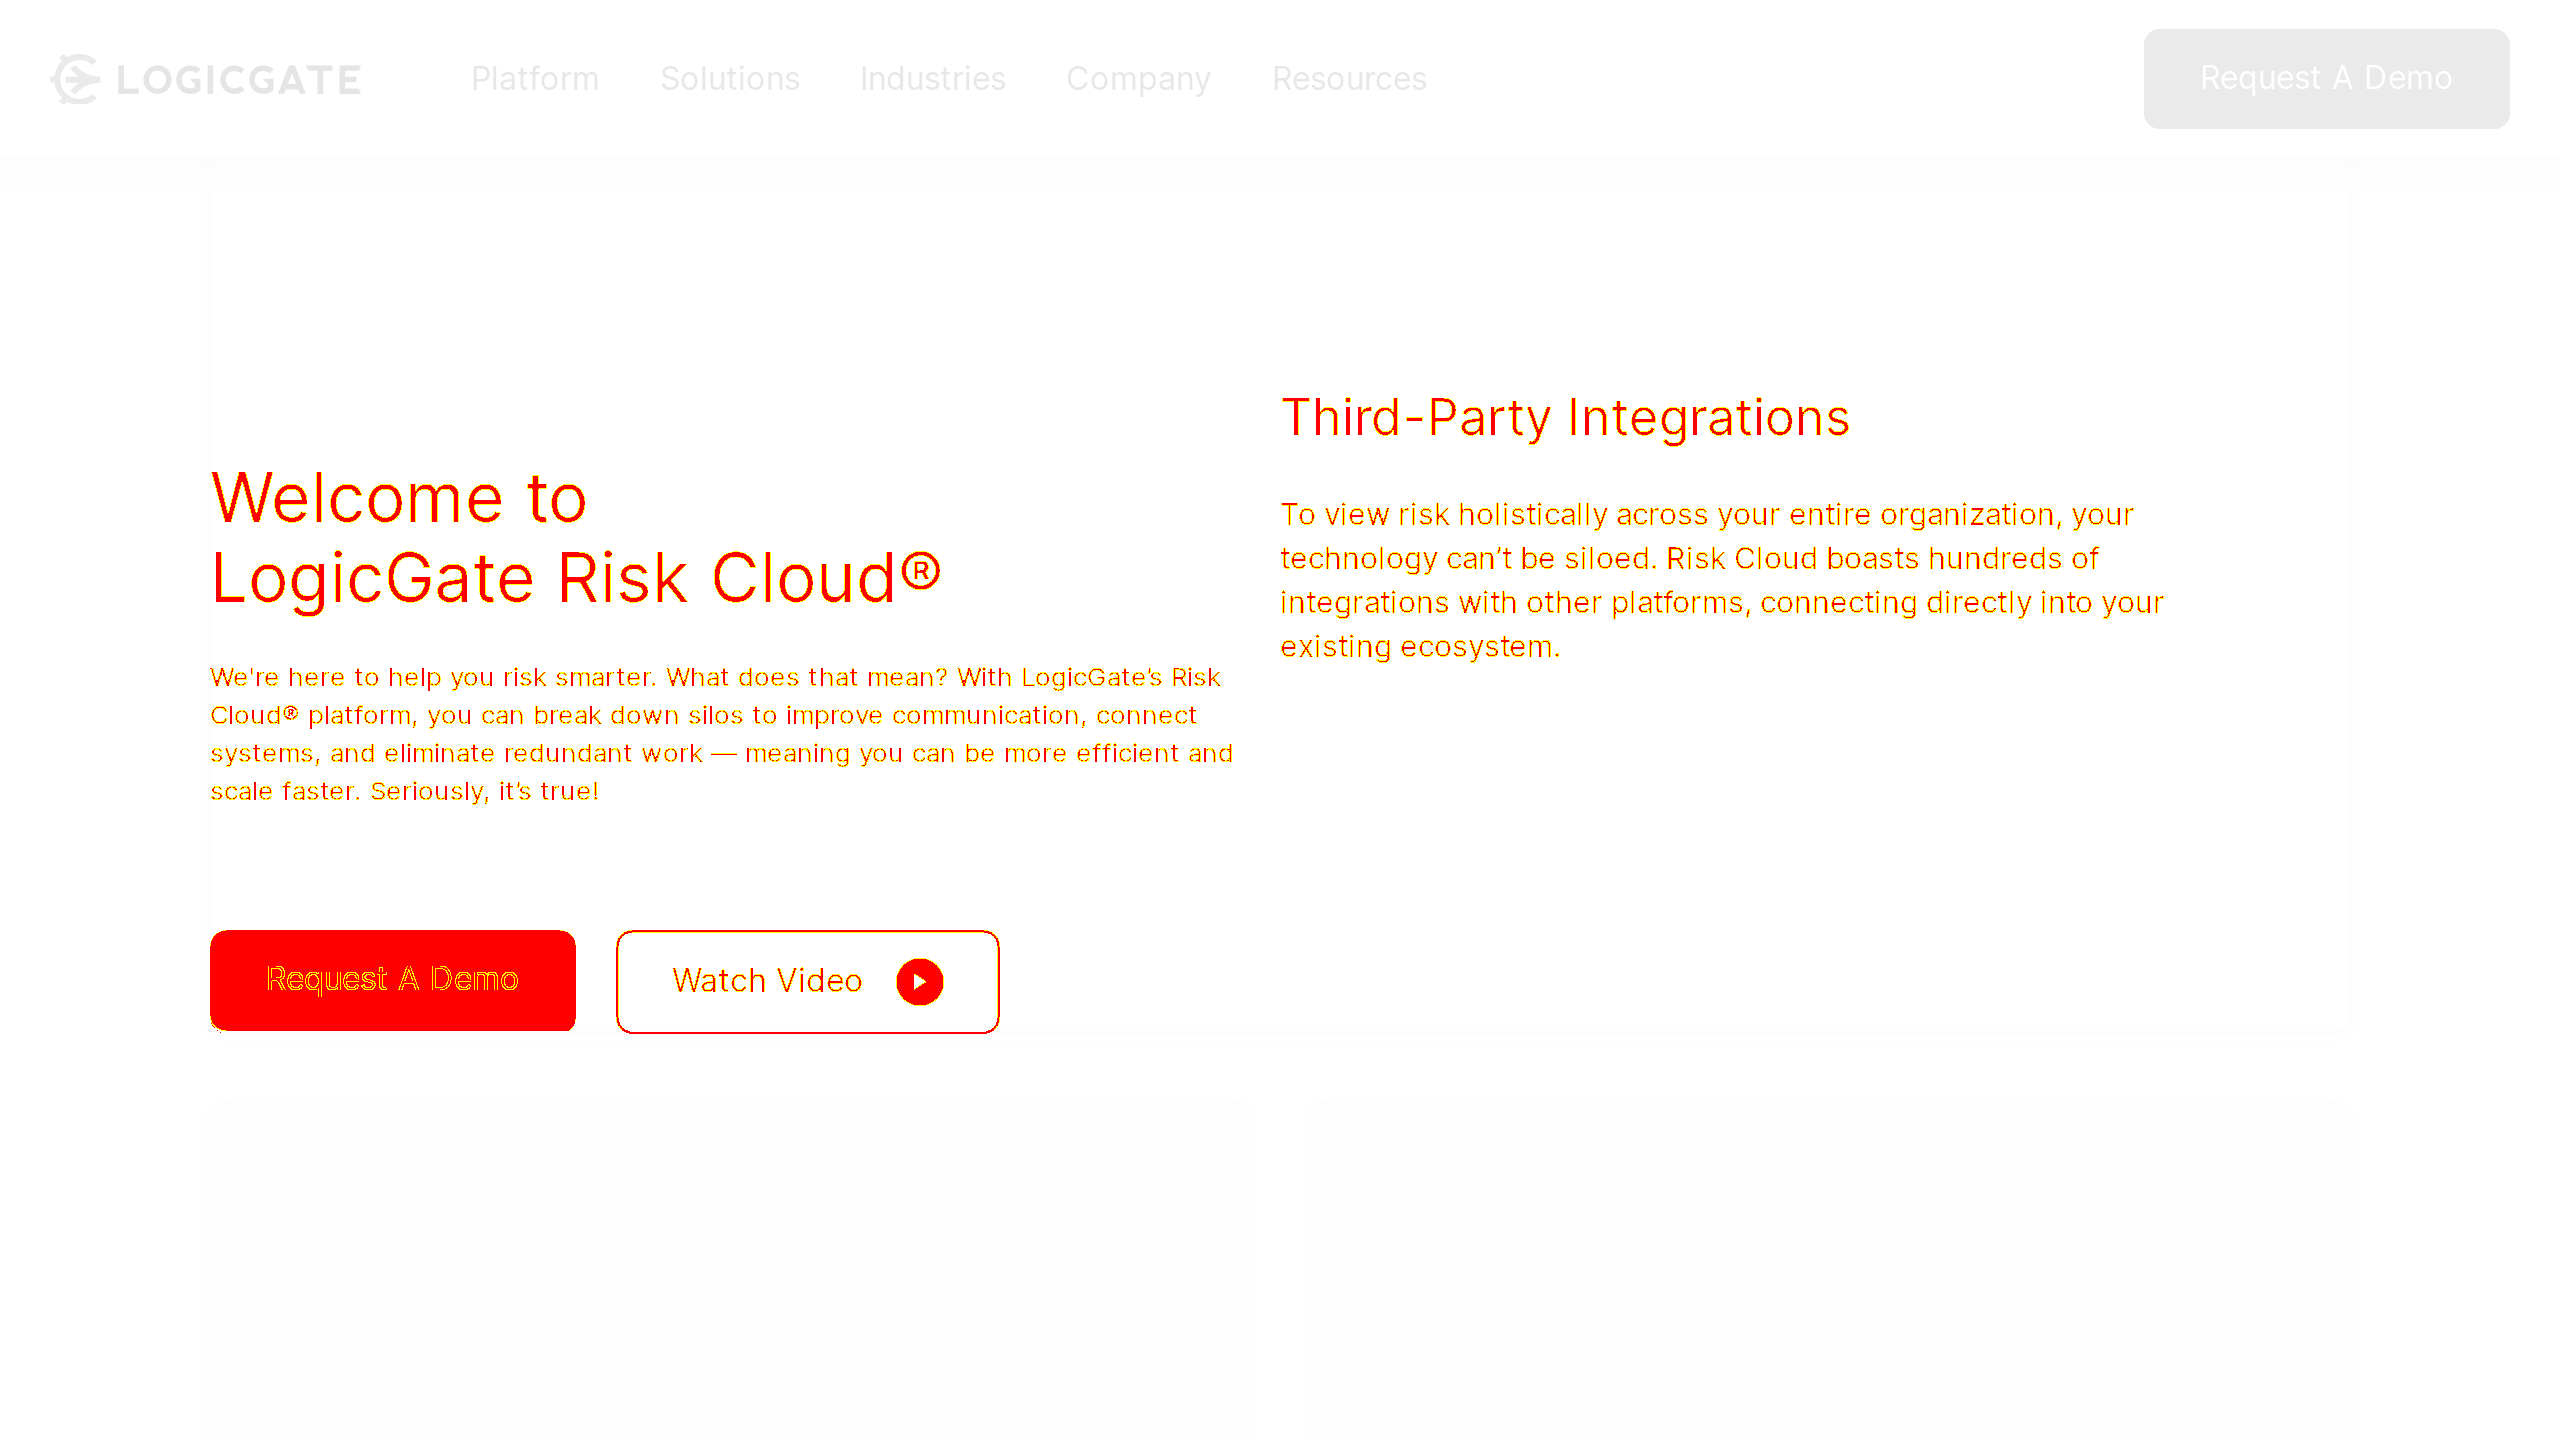 LOGICGATE
Platform
Solutions
Industries
Company
Resources
Request A Demo
Welcome to
LogicGate Risk Cloud®
We're here to help you risk smarter. What does that mean? With LogicGate’s Risk
Cloud® platform, you can break down silos to improve communication, connect
systems, and eliminate redundant work — meaning you can be more efficient and
scale faster. Seriously, it’s true!
Request A Demo
Watch Video
Third-Party Integrations
To view risk holistically across your entire organization, your
technology can’t be siloed. Risk Cloud boasts hundreds of
integrations with other platforms, connecting directly into your
existing ecosystem.